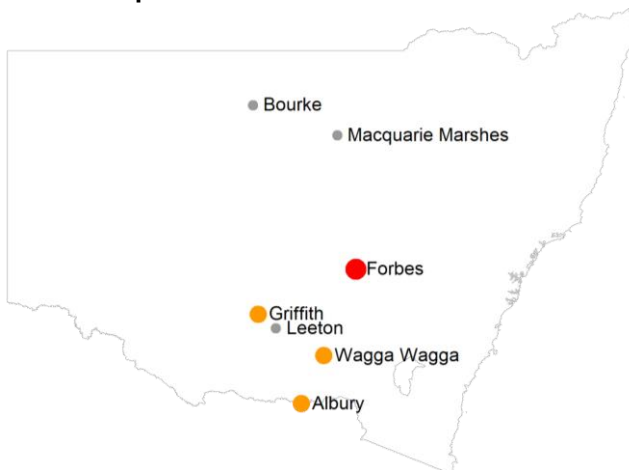 Bourke
Macquarie Marshes
Forbes
Griffith
Leeton
Wagga Wagga
Albury